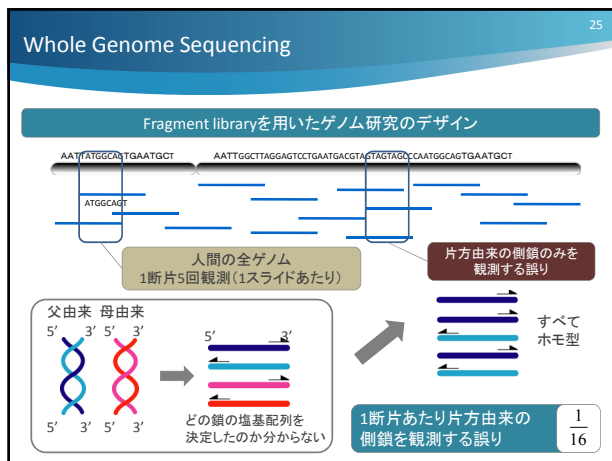 25
Whole Genome Sequencing
Fragment libraryを用いたゲノム研究のデザイン
AATTATGGCAGTGAATGCT
AATTGGCTTAGGAGTCCTGAATGACGTAGTAGTAGCCCAATGGCAGTGAATGCT
ATGGCAGT
人間の全ゲノム
1断片5回観測(1スライドあたり)
片方由来の側鎖のみを
観測する誤り
父由来 母由来
5’ 3’ 5’ 3’
5’ 3’ 5’ 3’
5’ 3’
どの鎖の塩基配列を
決定したのか分からない
すべて
ホモ型
1断片あたり片方由来の
側鎖を観測する誤り
1
16